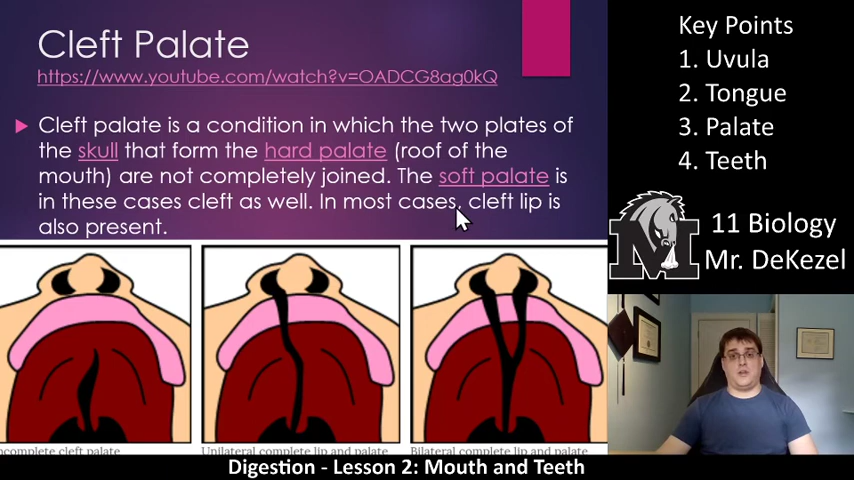 Cleft Palate
https://www.youtube.com/watch?v=OADCG8ag0kQ
Cleft palate is a condition in which the two plates of
the skull that form the hard palate (roof of the
mouth) are not completely joined. The soft palate is
in these cases cleft as well. In most cases, cleft lip is
also present.
ncomplete cleft palate
Unilateral complete lip and palate
Bilateral complete lip and palate
Key Points
1. Uvula
2. Tongue
3. Palate
4. Teeth
M
11 Biology
Mr. DeKezel
Digestion - Lesson 2: Mouth and Teeth